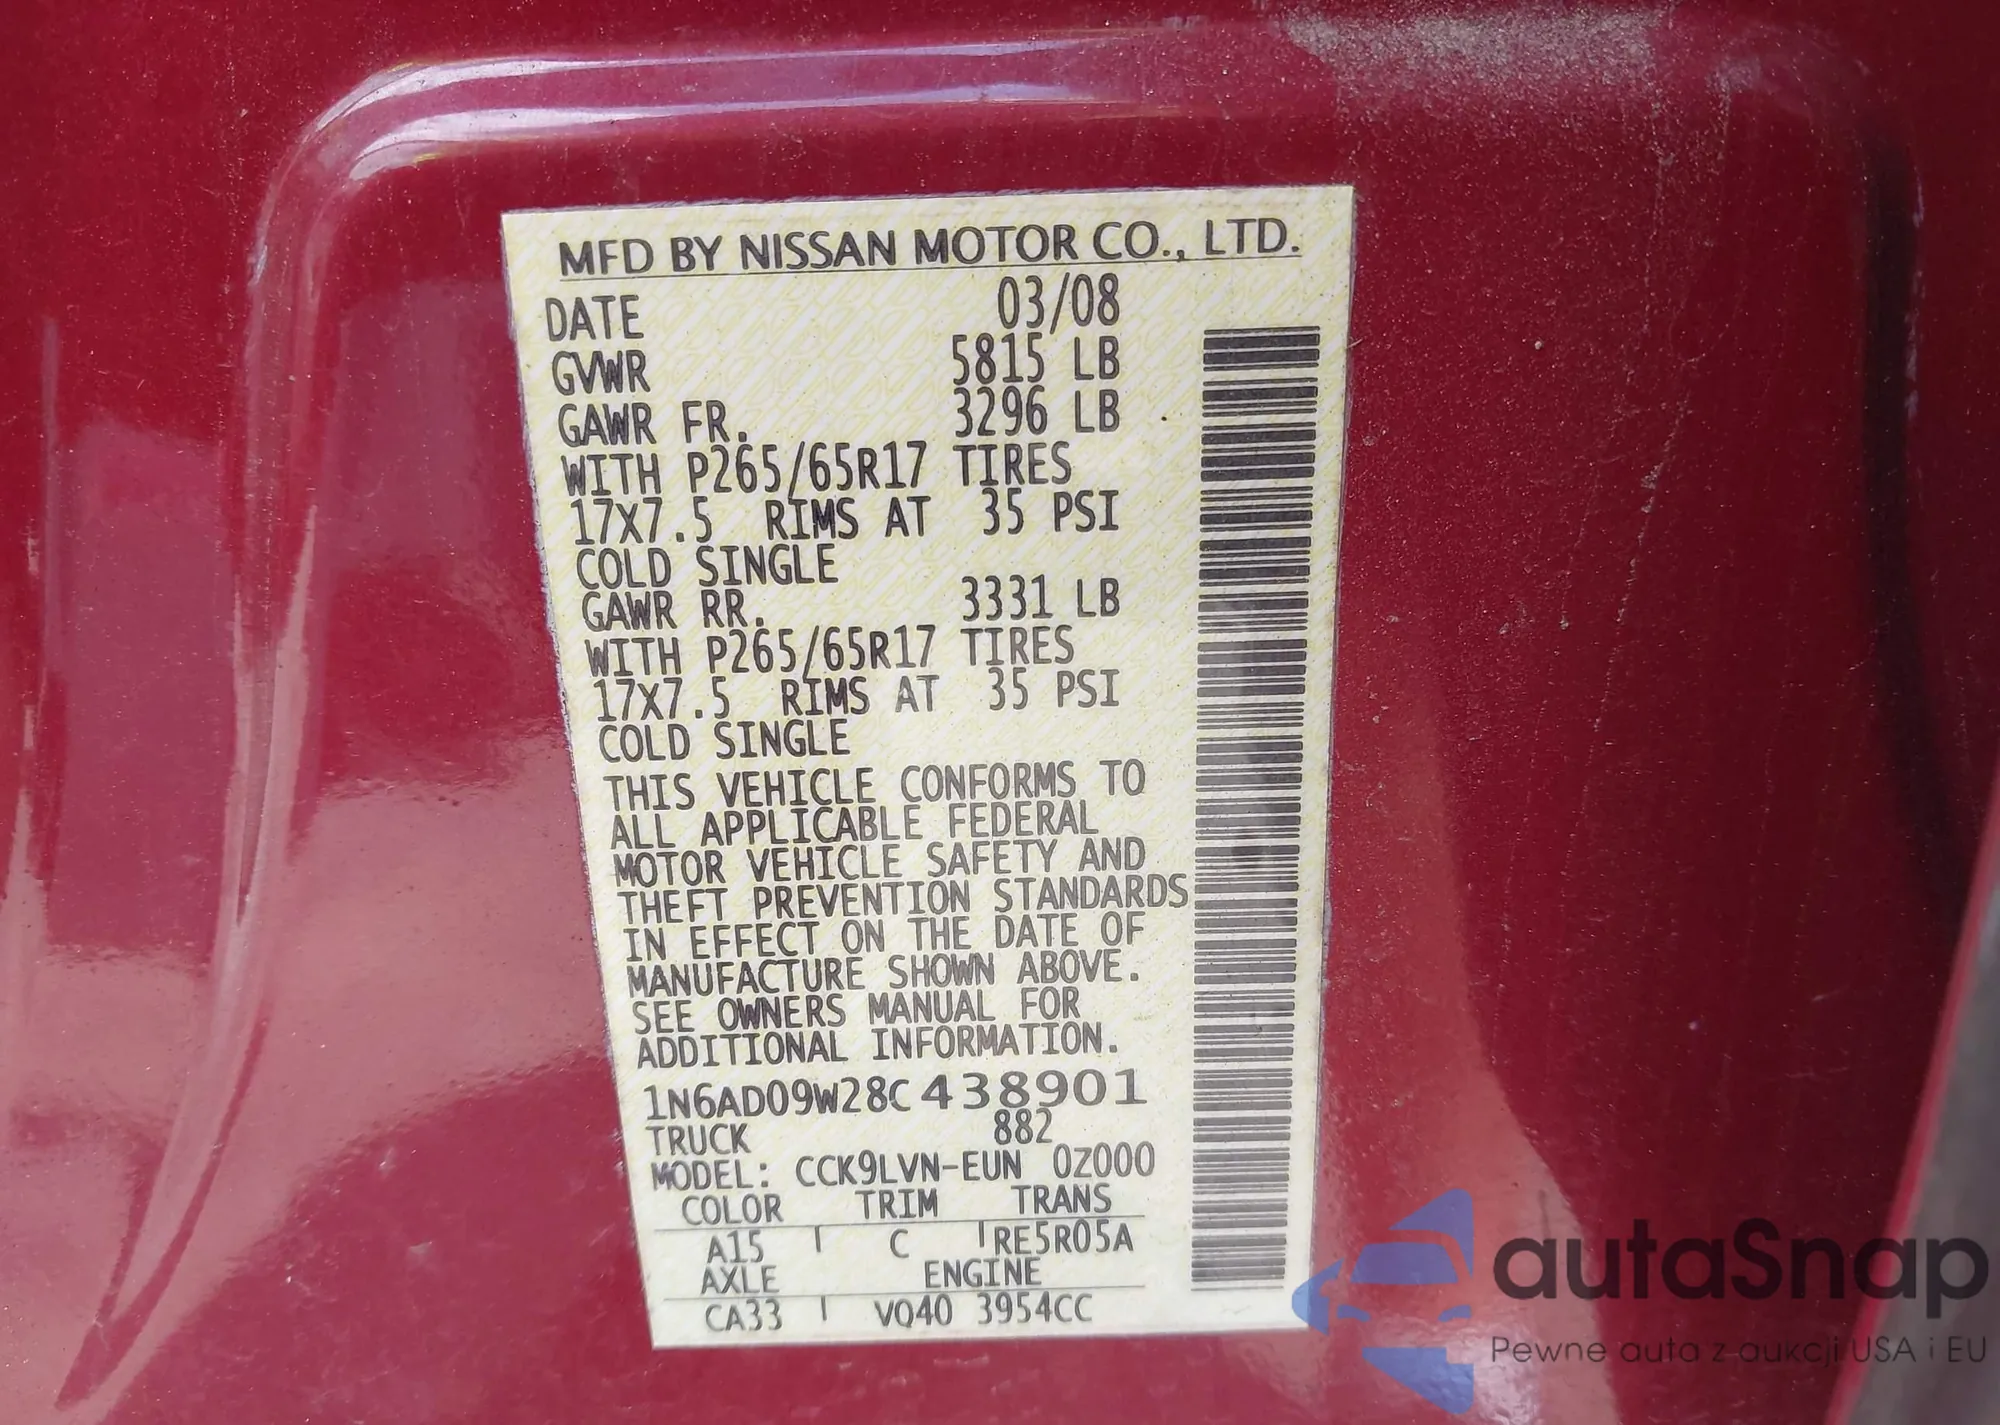 MFD BY NISSAN MOTOR CO., LTD.
DATE 03/08
GVWR 5815 LB
GAWR FR. 3296 LB
WITH P265/65R17 TIRES
17X7.5 RIMS AT 35 PSI
COLD SINGLE
GAWR RR. 3331 LB
WITH P265/65R17 TIRES
17X7.5 RIMS AT 35 PSI
COLD SINGLE
THIS VEHICLE CONFORMS TO
ALL APPLICABLE FEDERAL
MOTOR VEHICLE SAFETY AND
THEFT PREVENTION STANDARDS
IN EFFECT ON THE DATE OF
MANUFACTURE SHOWN ABOVE.
SEE OWNERS MANUAL FOR
ADDITIONAL INFORMATION.
1N6AD09W28C438901
TRUCK 882
MODEL: CCK9LVN-EUN 0Z000
COLOR TRIM TRANS
A15 C RE5R05A
AXLE ENGINE
CA33 VQ40 3954CC
autaSnap
Pewne auta z aukcji USA i EU